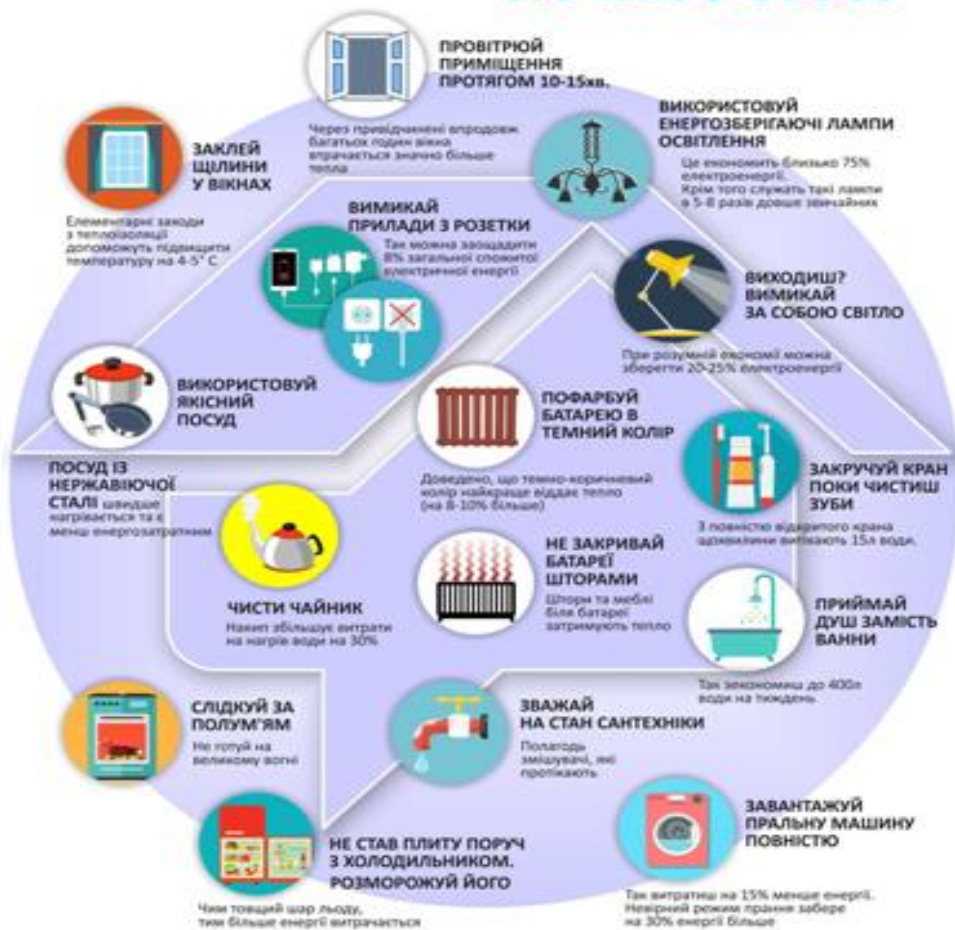 ПРОВІТРЮЙ
ПРИМІЩЕННЯ
ПРОТЯГОМ 10-15хв.
Через привідчинені впродовж
багатьох годин вікна
втрачається значно більше
тепла
ЗАКЛЕЙ
ЩІЛИНИ
У ВІКНАХ
Елементарні заходи
з теплоізоляції
допоможуть підвищити
температуру на 4-5° С
ВИКОРИСТОВУЙ
ЕНЕРГОЗБЕРІГАЮЧІ ЛАМПИ
ОСВІТЛЕННЯ
Це економить близько 75%
електроенергії.
Крім того служать такі лампи
в 5-8 разів довше звичайних
ВИМИКАЙ
ПРИЛАДИ З РОЗЕТКИ
Так можна заощадити
8% загальної спожитої
електричної енергії
ВИХОДИШ?
ВИМИКАЙ
ЗА СОБОЮ СВІТЛО
При розумній економії можна
зберегти 20-25% електроенергії
ВИКОРИСТОВУЙ
ЯКІСНИЙ
ПОСУД
ПОСУД ІЗ
НЕРЖАВІЮЧОЇ
СТАЛІ швидше
нагрівається та є
менш енергозатратним
ПОФАРБУЙ
БАТАРЕЮ В
ТЕМНИЙ КОЛІР
Доведено, що темно-коричневий
колір найкраще віддає тепло
(на 8-10% більше)
ЗАКРУЧУЙ КРАН
ПОКИ ЧИСТИШ
ЗУБИ
З повністю відкритого крана
щохвилини витікають 15л води.
ЧИСТИ ЧАЙНИК
Накип збільшує витрати
на нагрів води на 30%
НЕ ЗАКРИВАЙ
БАТАРЕЇ
ШТОРАМИ
Штори та меблі
біля батареї
затримують тепло
ПРИЙМАЙ
ДУШ ЗАМІСТЬ
ВАННИ
Так зекономиш до 400л
води на тиждень
СЛІДКУЙ ЗА
ПОЛУМ'ЯМ
Не готуй на
великому вогні
ЗВАЖАЙ
НА СТАН САНТЕХНІКИ
Полагодь
змішувачі, які
протікають
НЕ СТАВ ПЛИТУ ПОРУЧ
З ХОЛОДИЛЬНИКОМ.
РОЗМОРОЖУЙ ЙОГО
Чим товщий шар льоду,
тим більше енергії витрачається
ЗАВАНТАЖУЙ
ПРАЛЬНУ МАШИНУ
ПОВНІСТЮ
Так витратиш на 15% менше енергії.
Невірний режим прання забере
на 30% енергії більше